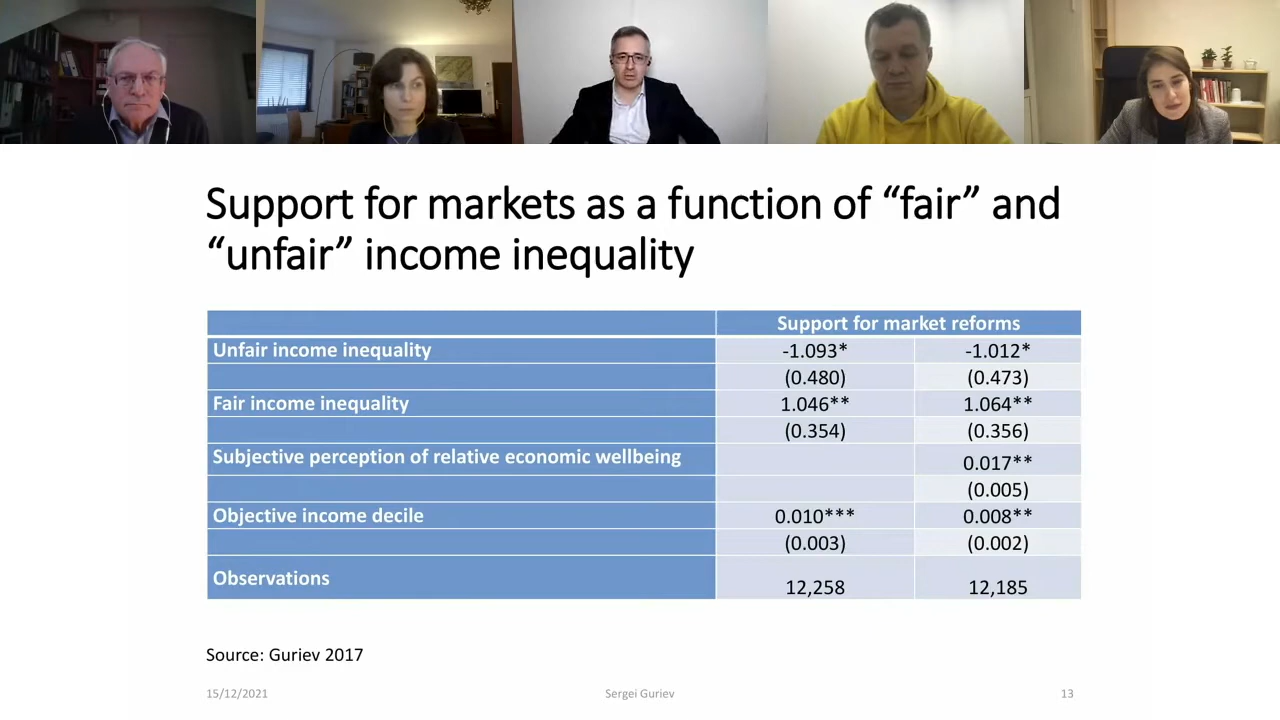 Support for markets as a function of “fair” and
“unfair” income inequality
Support for market reforms
Unfair income inequality -1.093* -1.012*
(0.480) (0.473)
Fair income inequality 1.046** 1.064**
(0.354) (0.356)
Subjective perception of relative economic wellbeing 0.017**
(0.005)
Objective income decile 0.010*** 0.008**
(0.003) (0.002)
Observations 12,258 12,185
Source: Guriev 2017
15/12/2021 Sergei Guriev 13